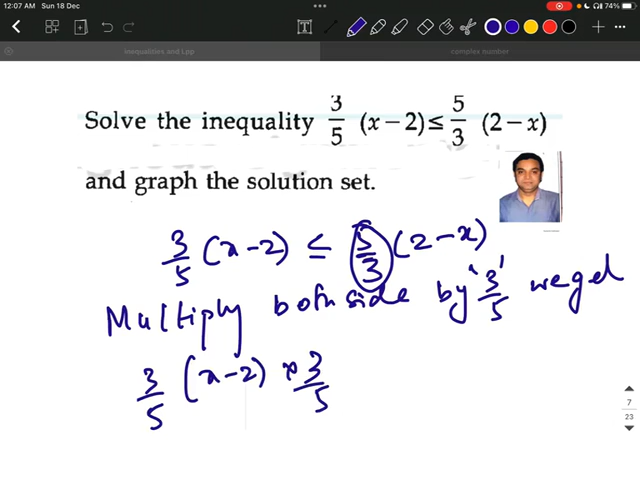 12:07 AM Sun 18 Dec
74%
inequalities and Lpp
complex number
Solve the inequality 3/5 (x−2) ≤ 5/3 (2−x)
and graph the solution set.
3/5 (x−2) ≤ 5/3 (2−x)
Multiply both side by '3/5' we get
3/5 (x−2) × 3/5
7
23